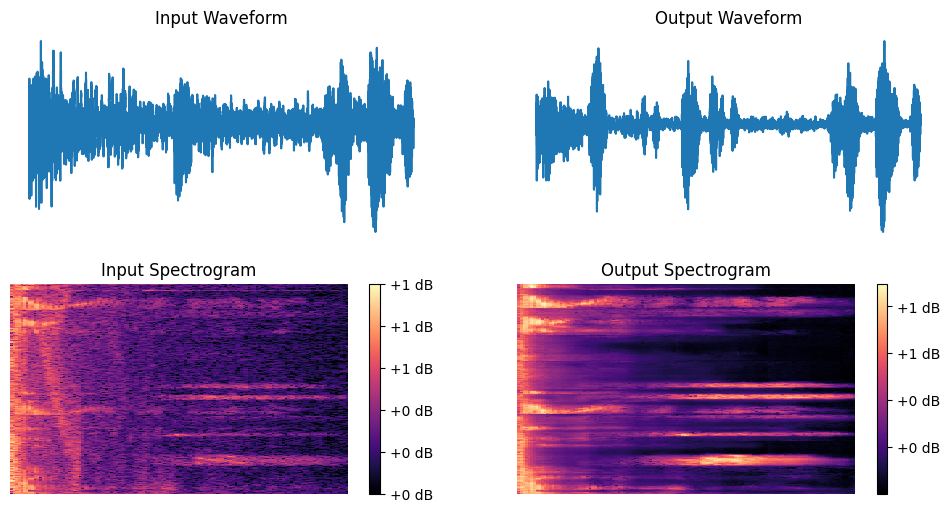 Input Waveform
Output Waveform
Input Spectrogram
+1 dB
+1 dB
+1 dB
+0 dB
+0 dB
+0 dB
Output Spectrogram
+1 dB
+1 dB
+0 dB
+0 dB